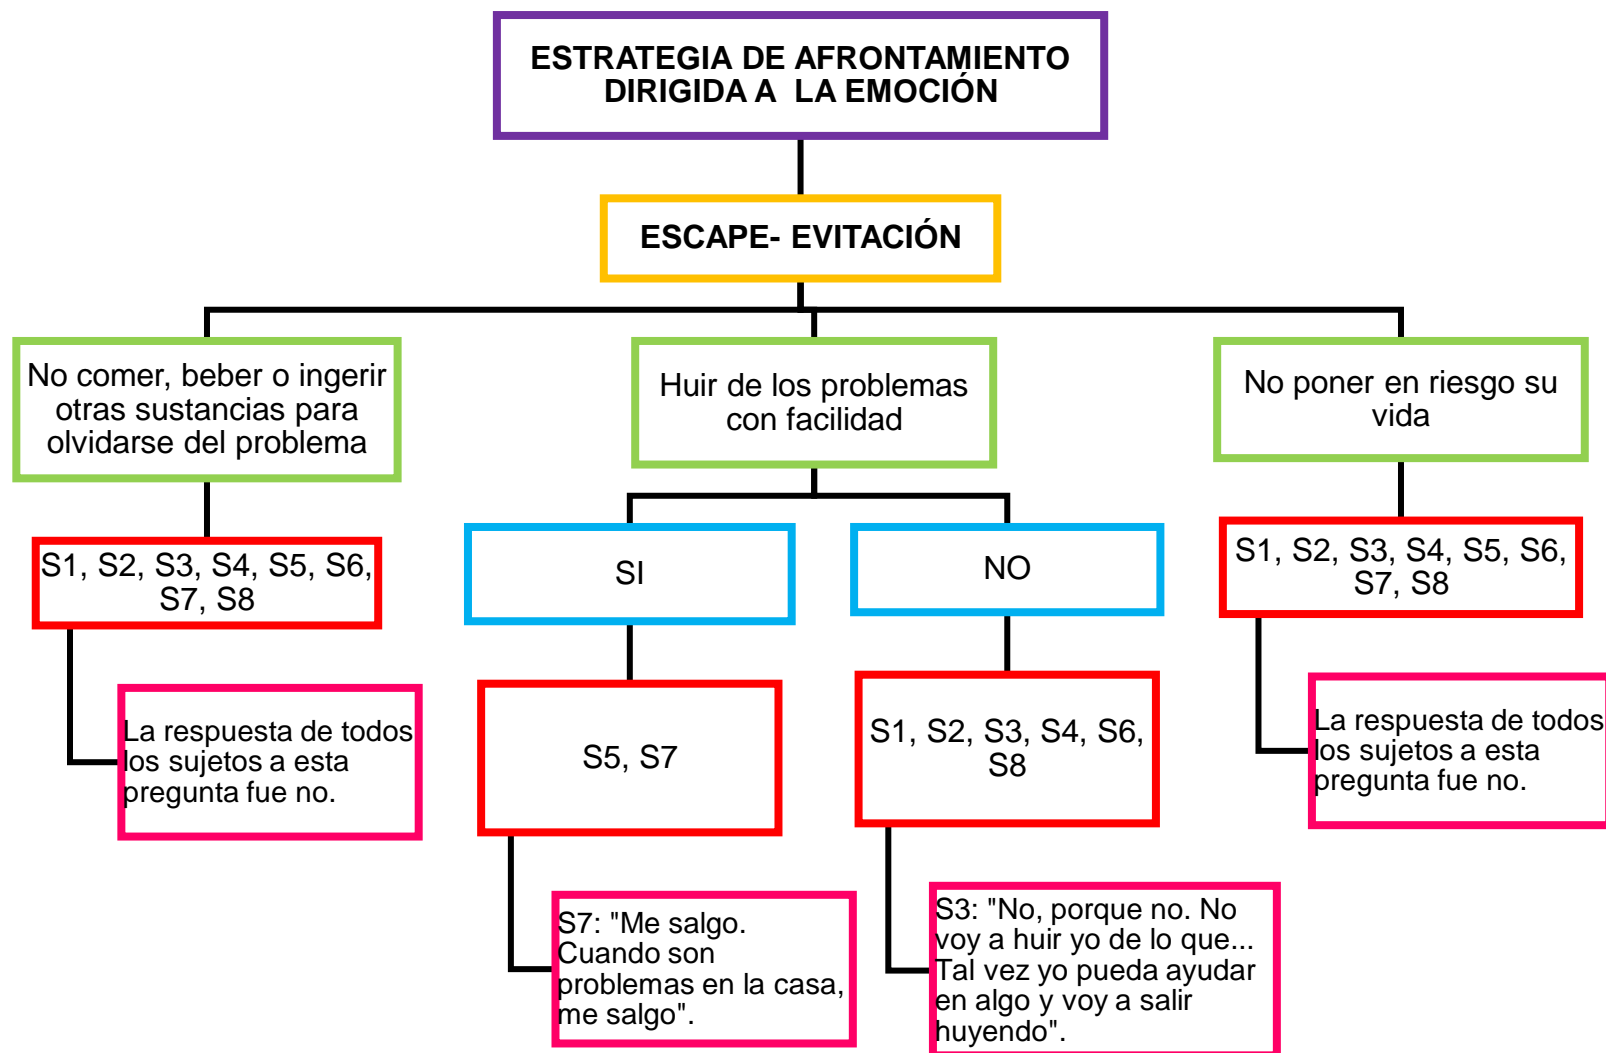 ESTRATEGIA DE AFRONTAMIENTO
DIRIGIDA A LA EMOCIÓN
ESCAPE- EVITACIÓN
No comer, beber o ingerir
otras sustancias para
olvidarse del problema
Huir de los problemas
con facilidad
No poner en riesgo su
vida
S1, S2, S3, S4, S5, S6,
S7, S8
SI
NO
S1, S2, S3, S4, S5, S6,
S7, S8
La respuesta de todos
los sujetos a esta
pregunta fue no.
S5, S7
S1, S2, S3, S4, S6,
S8
La respuesta de todos
los sujetos a esta
pregunta fue no.
S7: "Me salgo.
Cuando son
problemas en la casa,
me salgo".
S3: "No, porque no. No
voy a huir yo de lo que...
Tal vez yo pueda ayudar
en algo y voy a salir
huyendo".